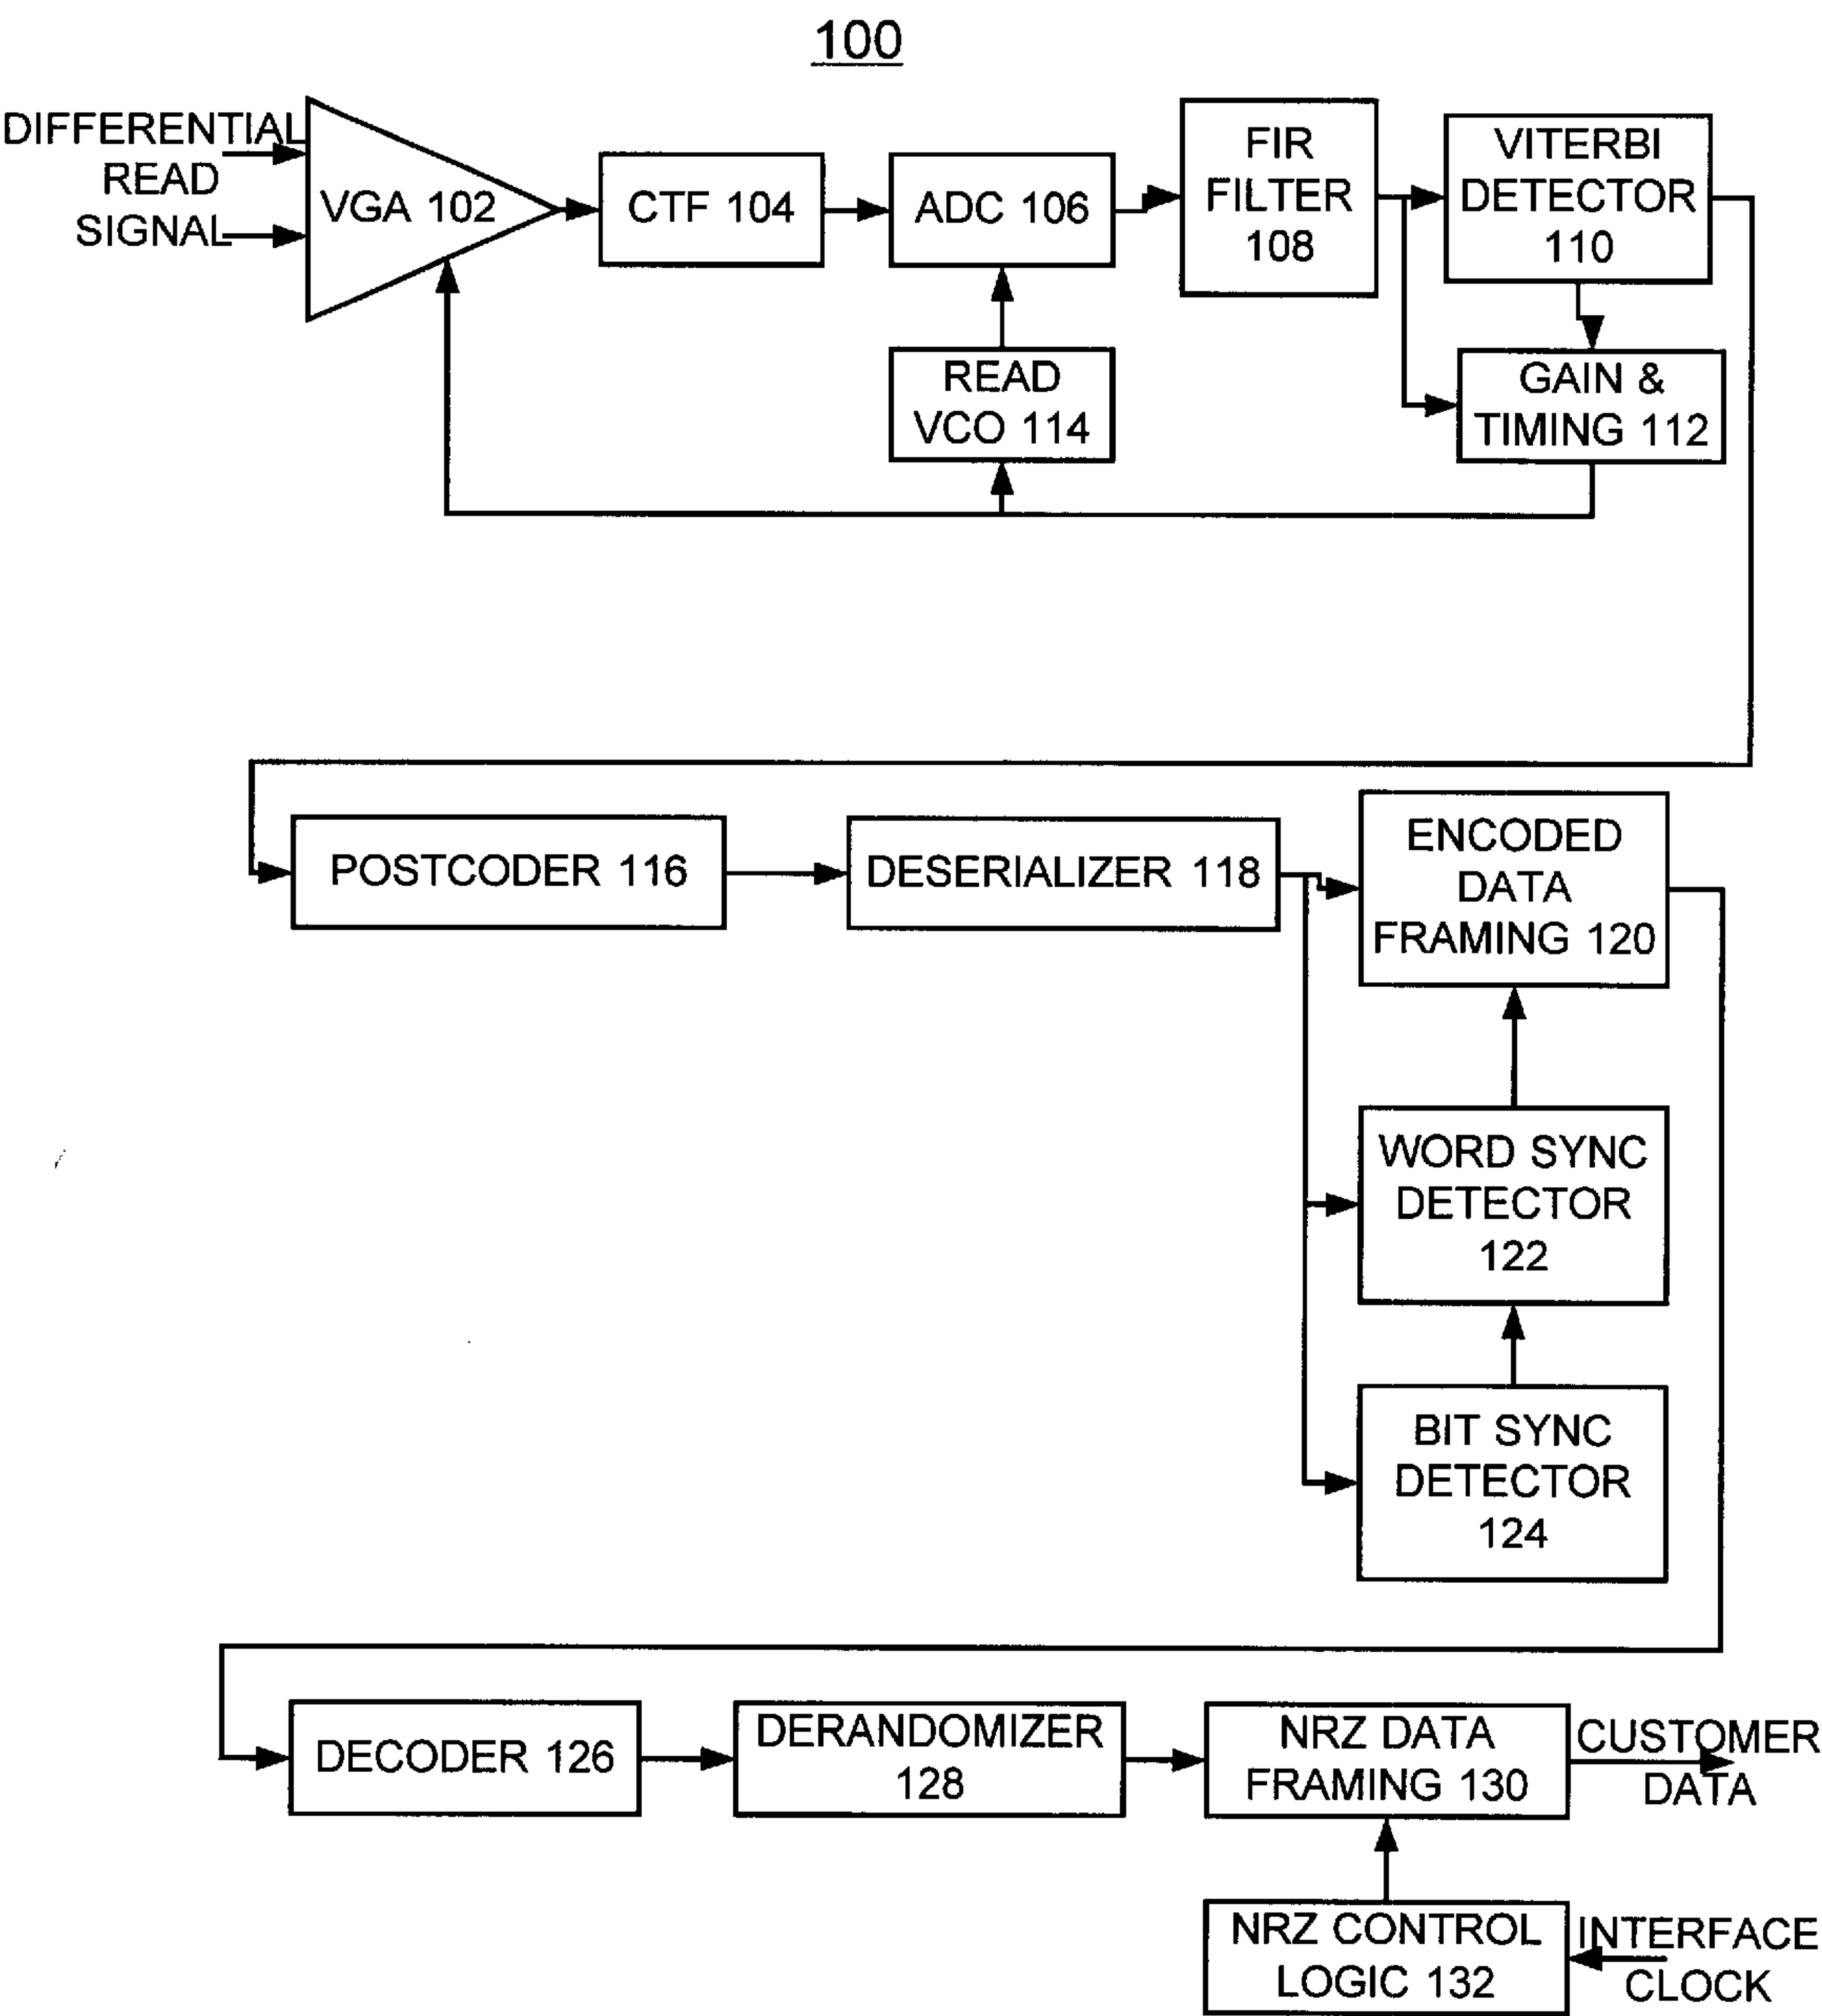 100
DIFFERENTIAL
READ
SIGNAL
VGA 102
CTF 104
ADC 106
FIR
FILTER
108
VITERBI
DETECTOR
110
READ
VCO 114
GAIN &
TIMING 112
POSTCODER 116
DESERIALIZER 118
ENCODED
DATA
FRAMING 120
WORD SYNC
DETECTOR
122
BIT SYNC
DETECTOR
124
DECODER 126
DERANDOMIZER
128
NRZ DATA
FRAMING 130
CUSTOMER
DATA
NRZ CONTROL
LOGIC 132
INTERFACE
CLOCK